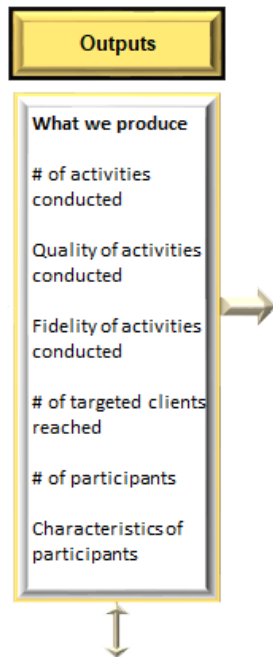 Outputs
What we produce
# of activities
conducted
Quality of activities
conducted
Fidelity of activities
conducted
# of targeted clients
reached
# of participants
Characteristics of
participants